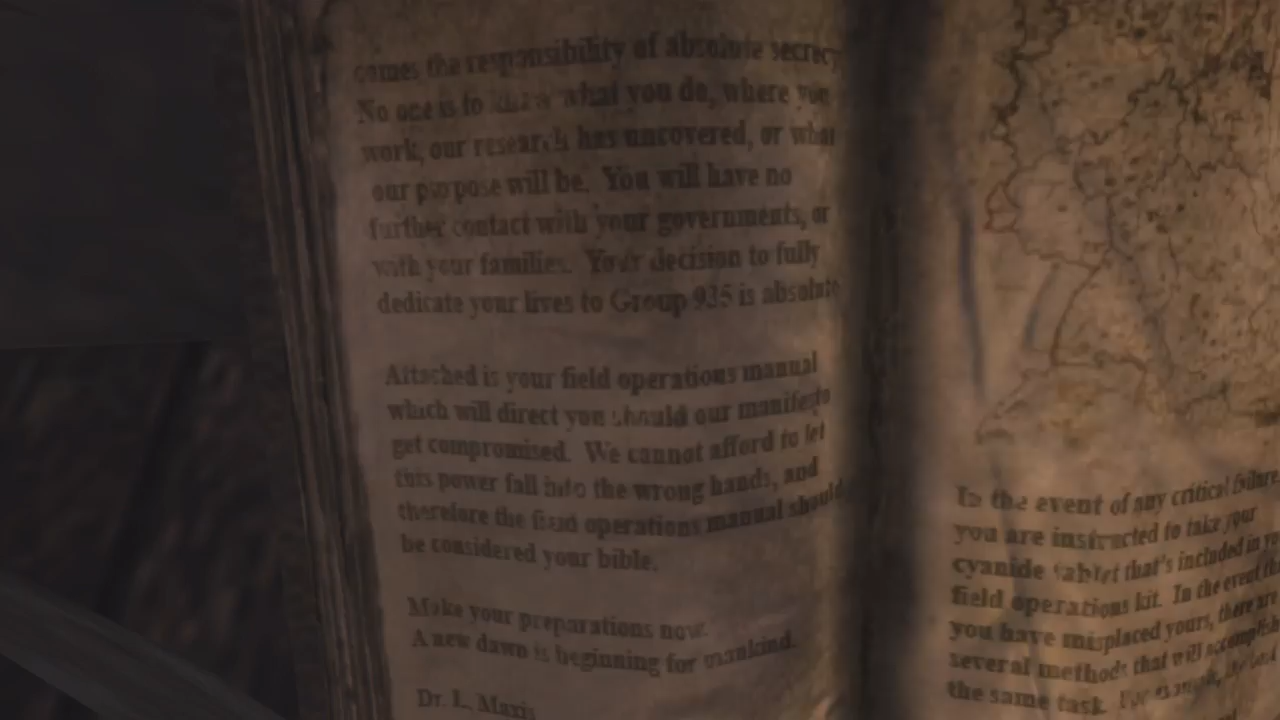 comes the responsibility of absolute secrecy
No one is to know what you do, where you
work, our research has uncovered, or what
our purpose will be. You will have no
further contact with your governments, or
with your families. Your decision to fully
dedicate your lives to Group 935 is absolute
Attached is your field operations manual
which will direct you should our manifesto
get compromised. We cannot afford to let
this power fall into the wrong hands, and
therefore the field operations manual should
be considered your bible.
Make your preparations now.
A new dawn is beginning for mankind.
Dr. L. Maxis
In the event of any critical failure
you are instructed to take your
cyanide tablet that's included in yo
field operations kit. In the event th
you have misplaced yours, there are
several methods that will accomplish
the same task.